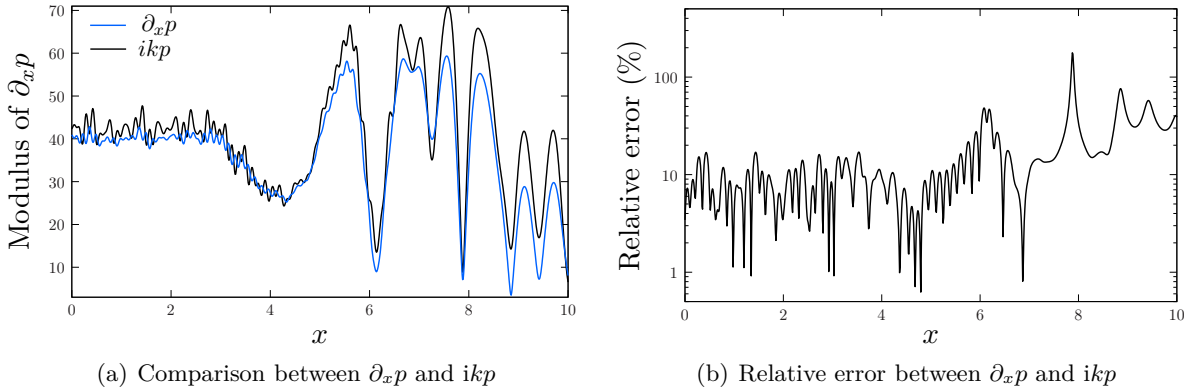 70
60
50
40
30
20
10
Modulus of ∂ₓp
∂ₓp
ikp
0
2
4
6
8
10
x
(a) Comparison between ∂ₓp and ikp
100
10
1
Relative error (%)
0
2
4
6
8
10
x
(b) Relative error between ∂ₓp and ikp